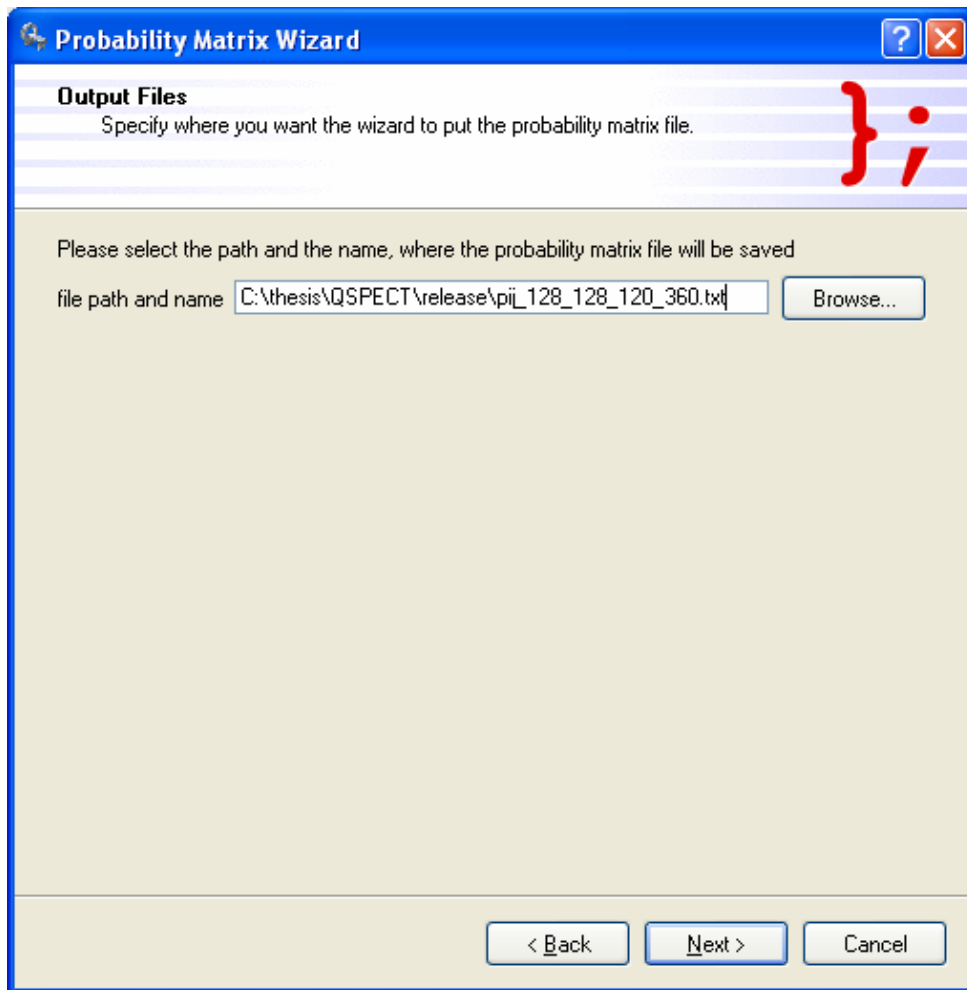 Probability Matrix Wizard
?
Output Files
Specify where you want the wizard to put the probability matrix file.
};
Please select the path and the name, where the probability matrix file will be saved
file path and name C:\thesis\QSPECT\release\pij_128_128_120_360.txt Browse...
< Back Next > Cancel